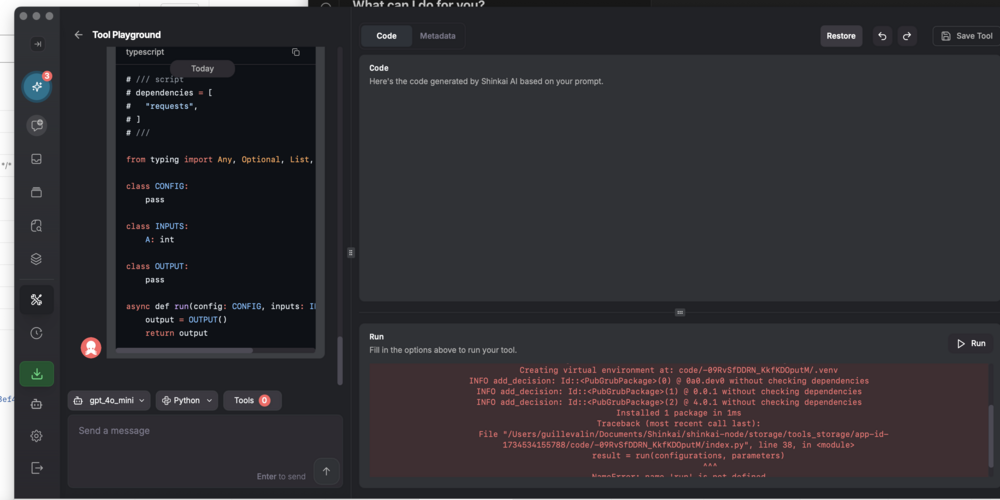 What can I do for you?
Tool Playground
Code
Metadata
Restore
Save Tool
3
typescript
Today
# /// script
# dependencies = [
#   "requests",
# ]
# ///
from typing import Any, Optional, List,
class CONFIG:
    pass
class INPUTS:
    A: int
class OUTPUT:
    pass
async def run(config: CONFIG, inputs:
    output = OUTPUT()
    return output
gpt_4o_mini
Python
Tools 0
Send a message
Enter to send
Code
Here's the code generated by Shinkai AI based on your prompt.
Run
Fill in the options above to run your tool.
Run
Creating virtual environment at: code/-09RvSfDDRN_KkfKDOputM/.venv
INFO add_decision: Id::<PubGrubPackage>(0) @ 0a0.dev0 without checking dependencies
INFO add_decision: Id::<PubGrubPackage>(1) @ 0.0.1 without checking dependencies
INFO add_decision: Id::<PubGrubPackage>(2) @ 4.0.1 without checking dependencies
Installed 1 package in 1ms
Traceback (most recent call last):
File "/Users/guillevalin/Documents/Shinkai/shinkai-node/storage/tools_storage/app-id-
1734534155788/code/-09RvSfDDRN_KkfKDOputM/index.py", line 38, in <module>
result = run(configurations, parameters)
^^^
NameError: name 'run' is not defined